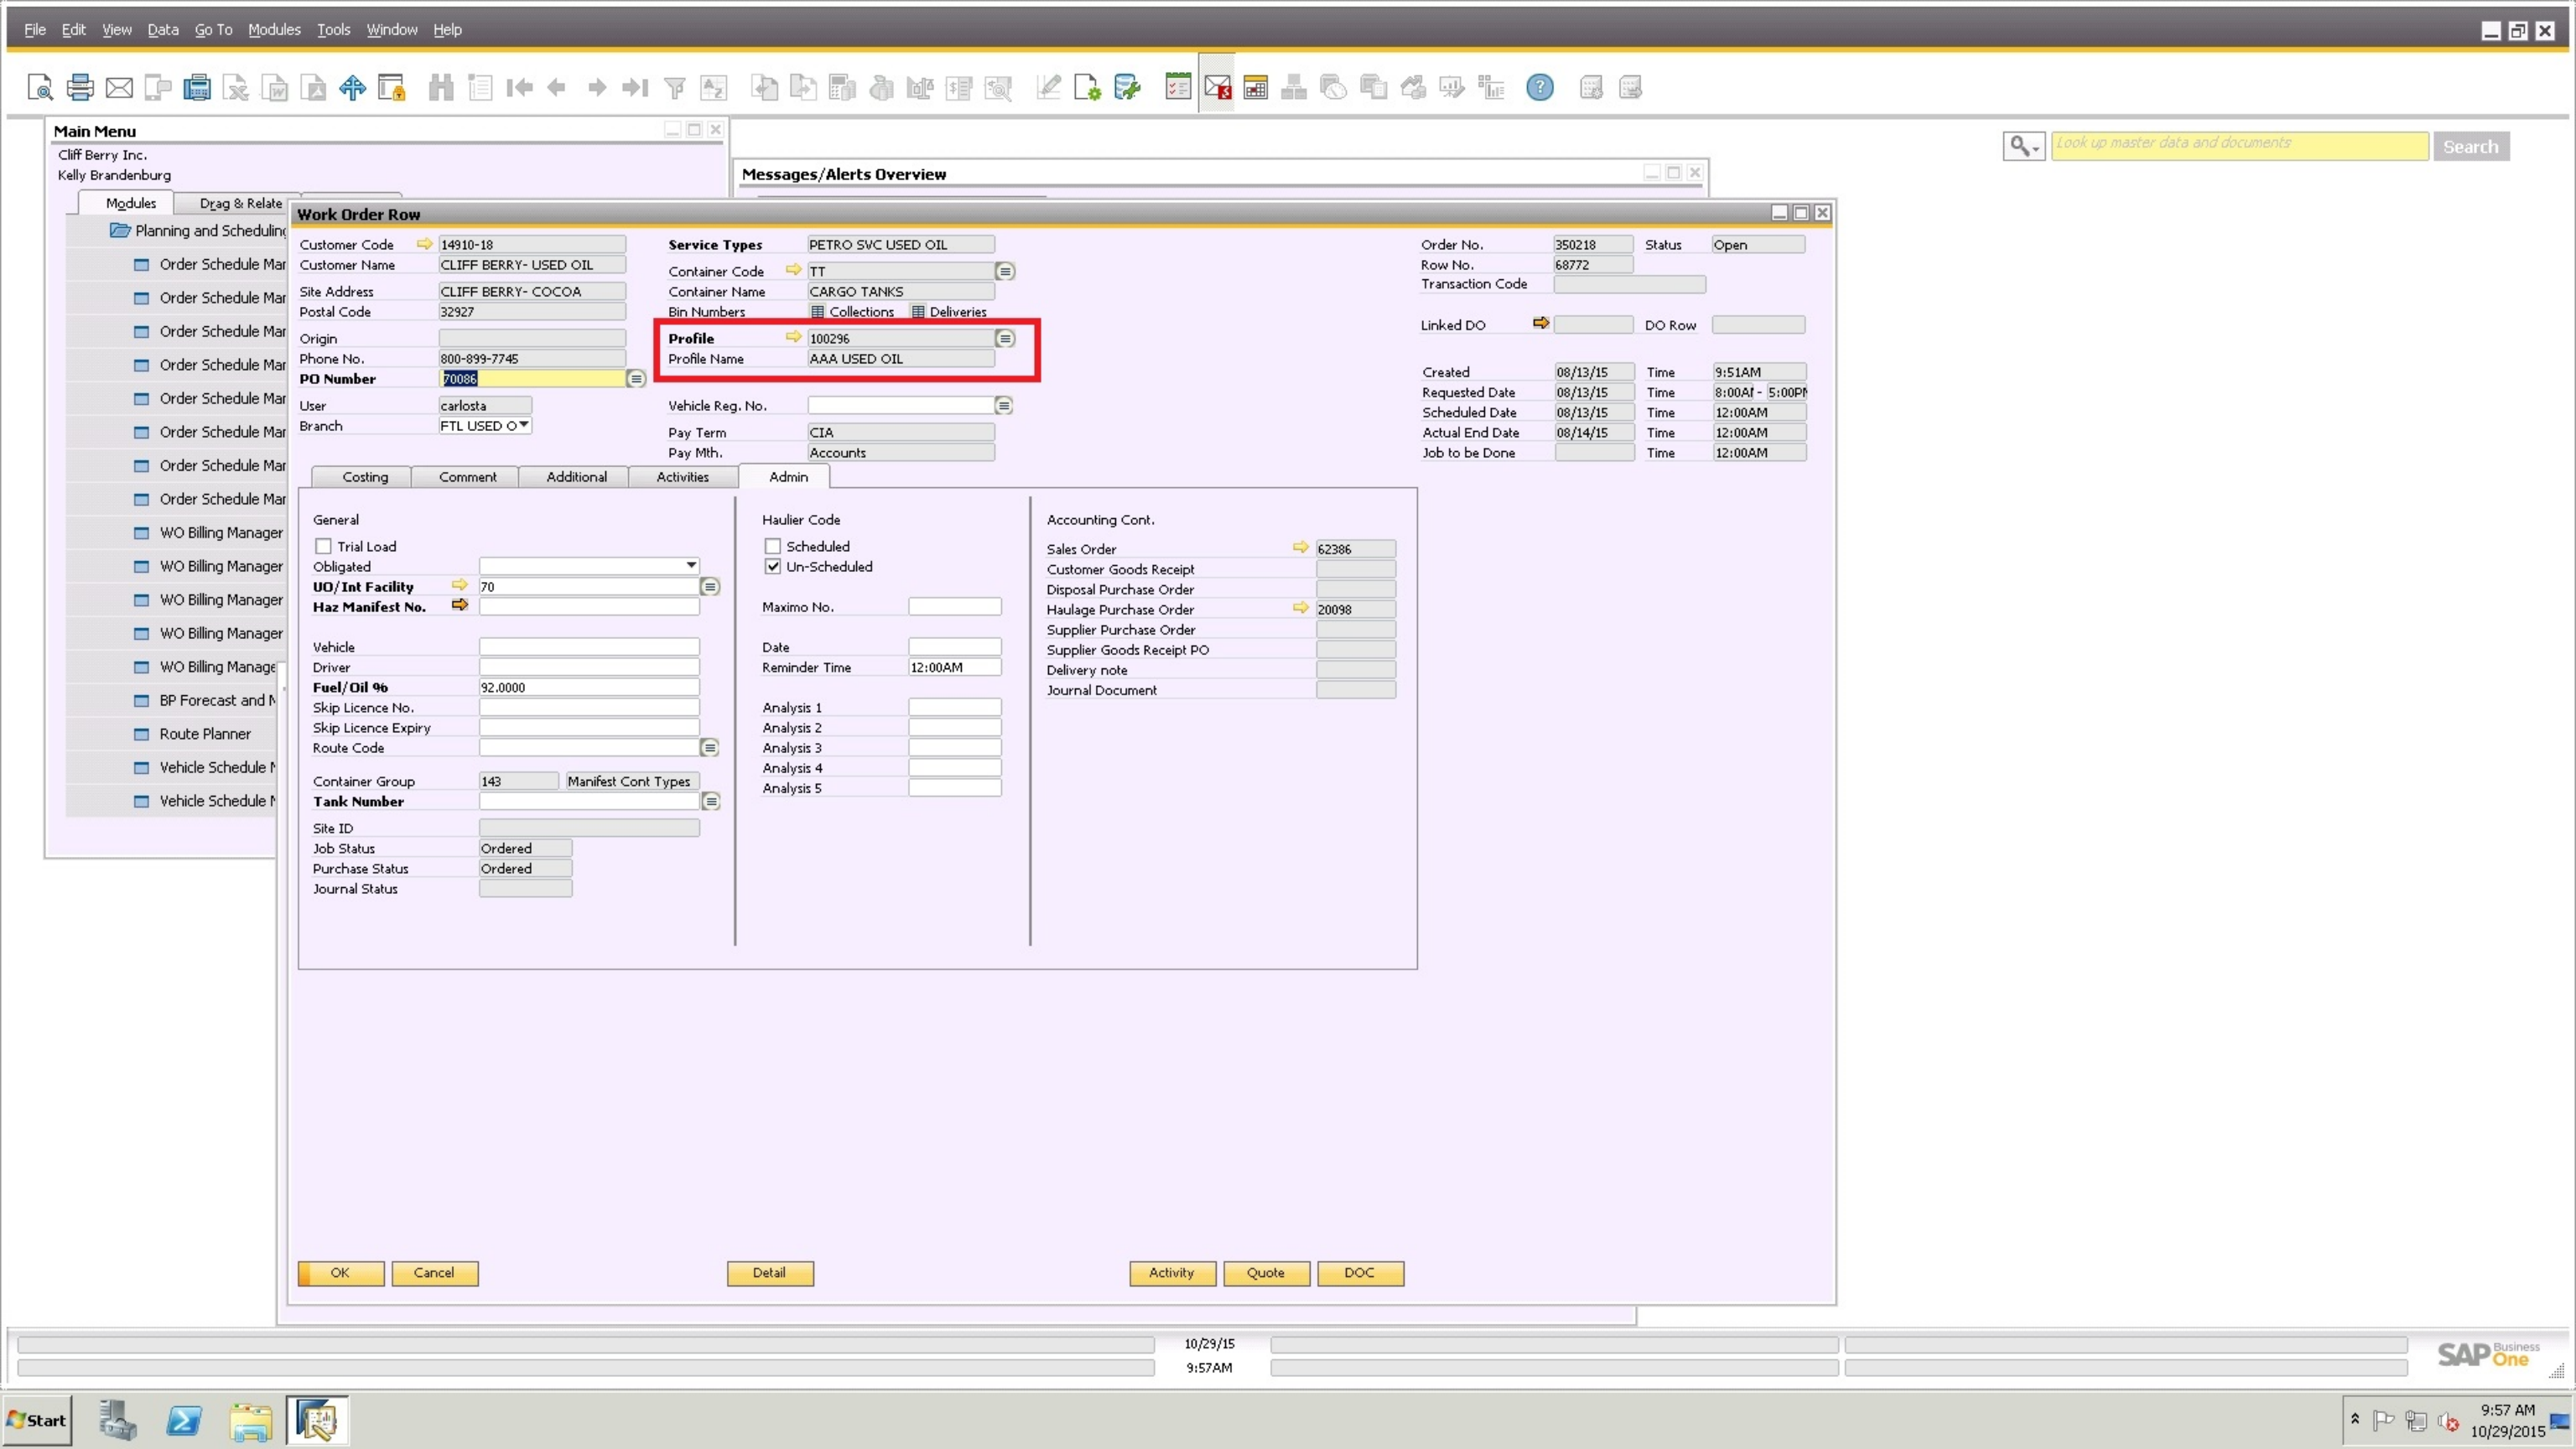 File Edit View Data Go To Modules Tools Window Help
Main Menu
Cliff Berry Inc.
Kelly Brandenburg
Modules Drag & Relate
Planning and Scheduling
Order Schedule Mar
Order Schedule Mar
Order Schedule Mar
Order Schedule Mar
Order Schedule Mar
Order Schedule Mar
Order Schedule Mar
Order Schedule Mar
WO Billing Manager
WO Billing Manager
WO Billing Manager
WO Billing Manager
WO Billing Manage
BP Forecast and
Route Planner
Vehicle Schedule
Vehicle Schedule
Look up master data and documents Search
Messages/Alerts Overview
Work Order Row
Customer Code 14910-18
Customer Name CLIFF BERRY- USED OIL
Site Address CLIFF BERRY- COCOA
Postal Code 32927
Origin
Phone No. 800-899-7745
PO Number 70086
User carlosta
Branch FTL USED O
Service Types PETRO SVC USED OIL
Container Code TT
Container Name CARGO TANKS
Bin Numbers Collections Deliveries
Profile 100296
Profile Name AAA USED OIL
Vehicle Reg. No.
Pay Term CIA
Pay Mth. Accounts
Order No. 350218 Status Open
Row No. 68772
Transaction Code
Linked DO DO Row
Created 08/13/15 Time 9:51AM
Requested Date 08/13/15 Time 8:00AM - 5:00PM
Scheduled Date 08/13/15 Time 12:00AM
Actual End Date 08/14/15 Time 12:00AM
Job to be Done Time 12:00AM
Costing Comment Additional Activities Admin
General
Trial Load
Obligated
UO/Int Facility 70
Haz Manifest No.
Vehicle
Driver
Fuel/Oil % 92.0000
Skip Licence No.
Skip Licence Expiry
Route Code
Container Group 143 Manifest Cont Types
Tank Number
Site ID
Job Status Ordered
Purchase Status Ordered
Journal Status
Haulier Code
Scheduled
Un-Scheduled
Maximo No.
Date
Reminder Time 12:00AM
Analysis 1
Analysis 2
Analysis 3
Analysis 4
Analysis 5
Accounting Cont.
Sales Order 62386
Customer Goods Receipt
Disposal Purchase Order
Haulage Purchase Order 20098
Supplier Purchase Order
Supplier Goods Receipt PO
Delivery note
Journal Document
OK Cancel Detail Activity Quote DOC
10/29/15
9:57AM
SAP Business One
Start
9:57 AM
10/29/2015